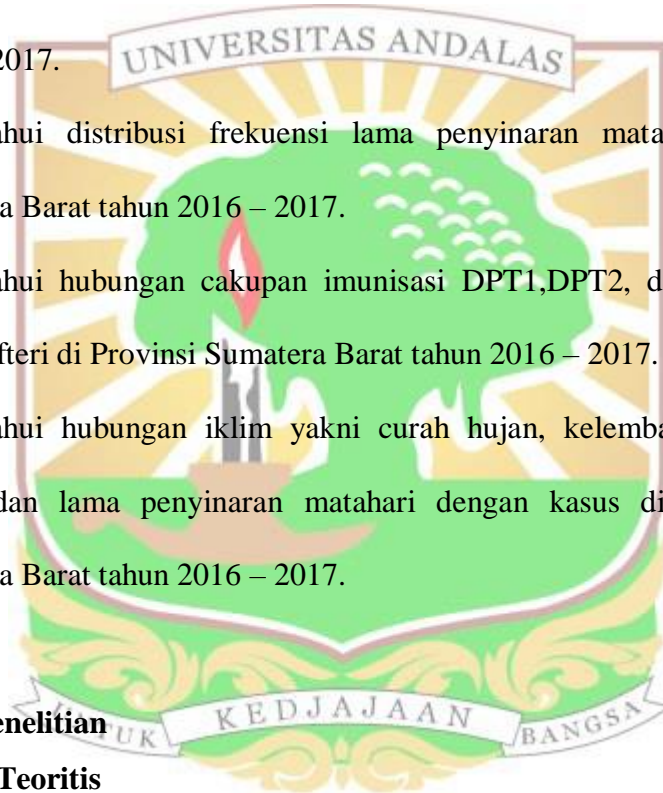 UNIVERSITAS ANDALAS
2017.
ahui distribusi frekuensi lama penyinaran mata
a Barat tahun 2016 – 2017.
ahui hubungan cakupan imunisasi DPT1,DPT2, d
fteri di Provinsi Sumatera Barat tahun 2016 – 2017.
ahui hubungan iklim yakni curah hujan, kelemba
dan lama penyinaran matahari dengan kasus di
a Barat tahun 2016 – 2017.
UNTUK KEDJAJAAN BANGSA
enelitian
Teoritis